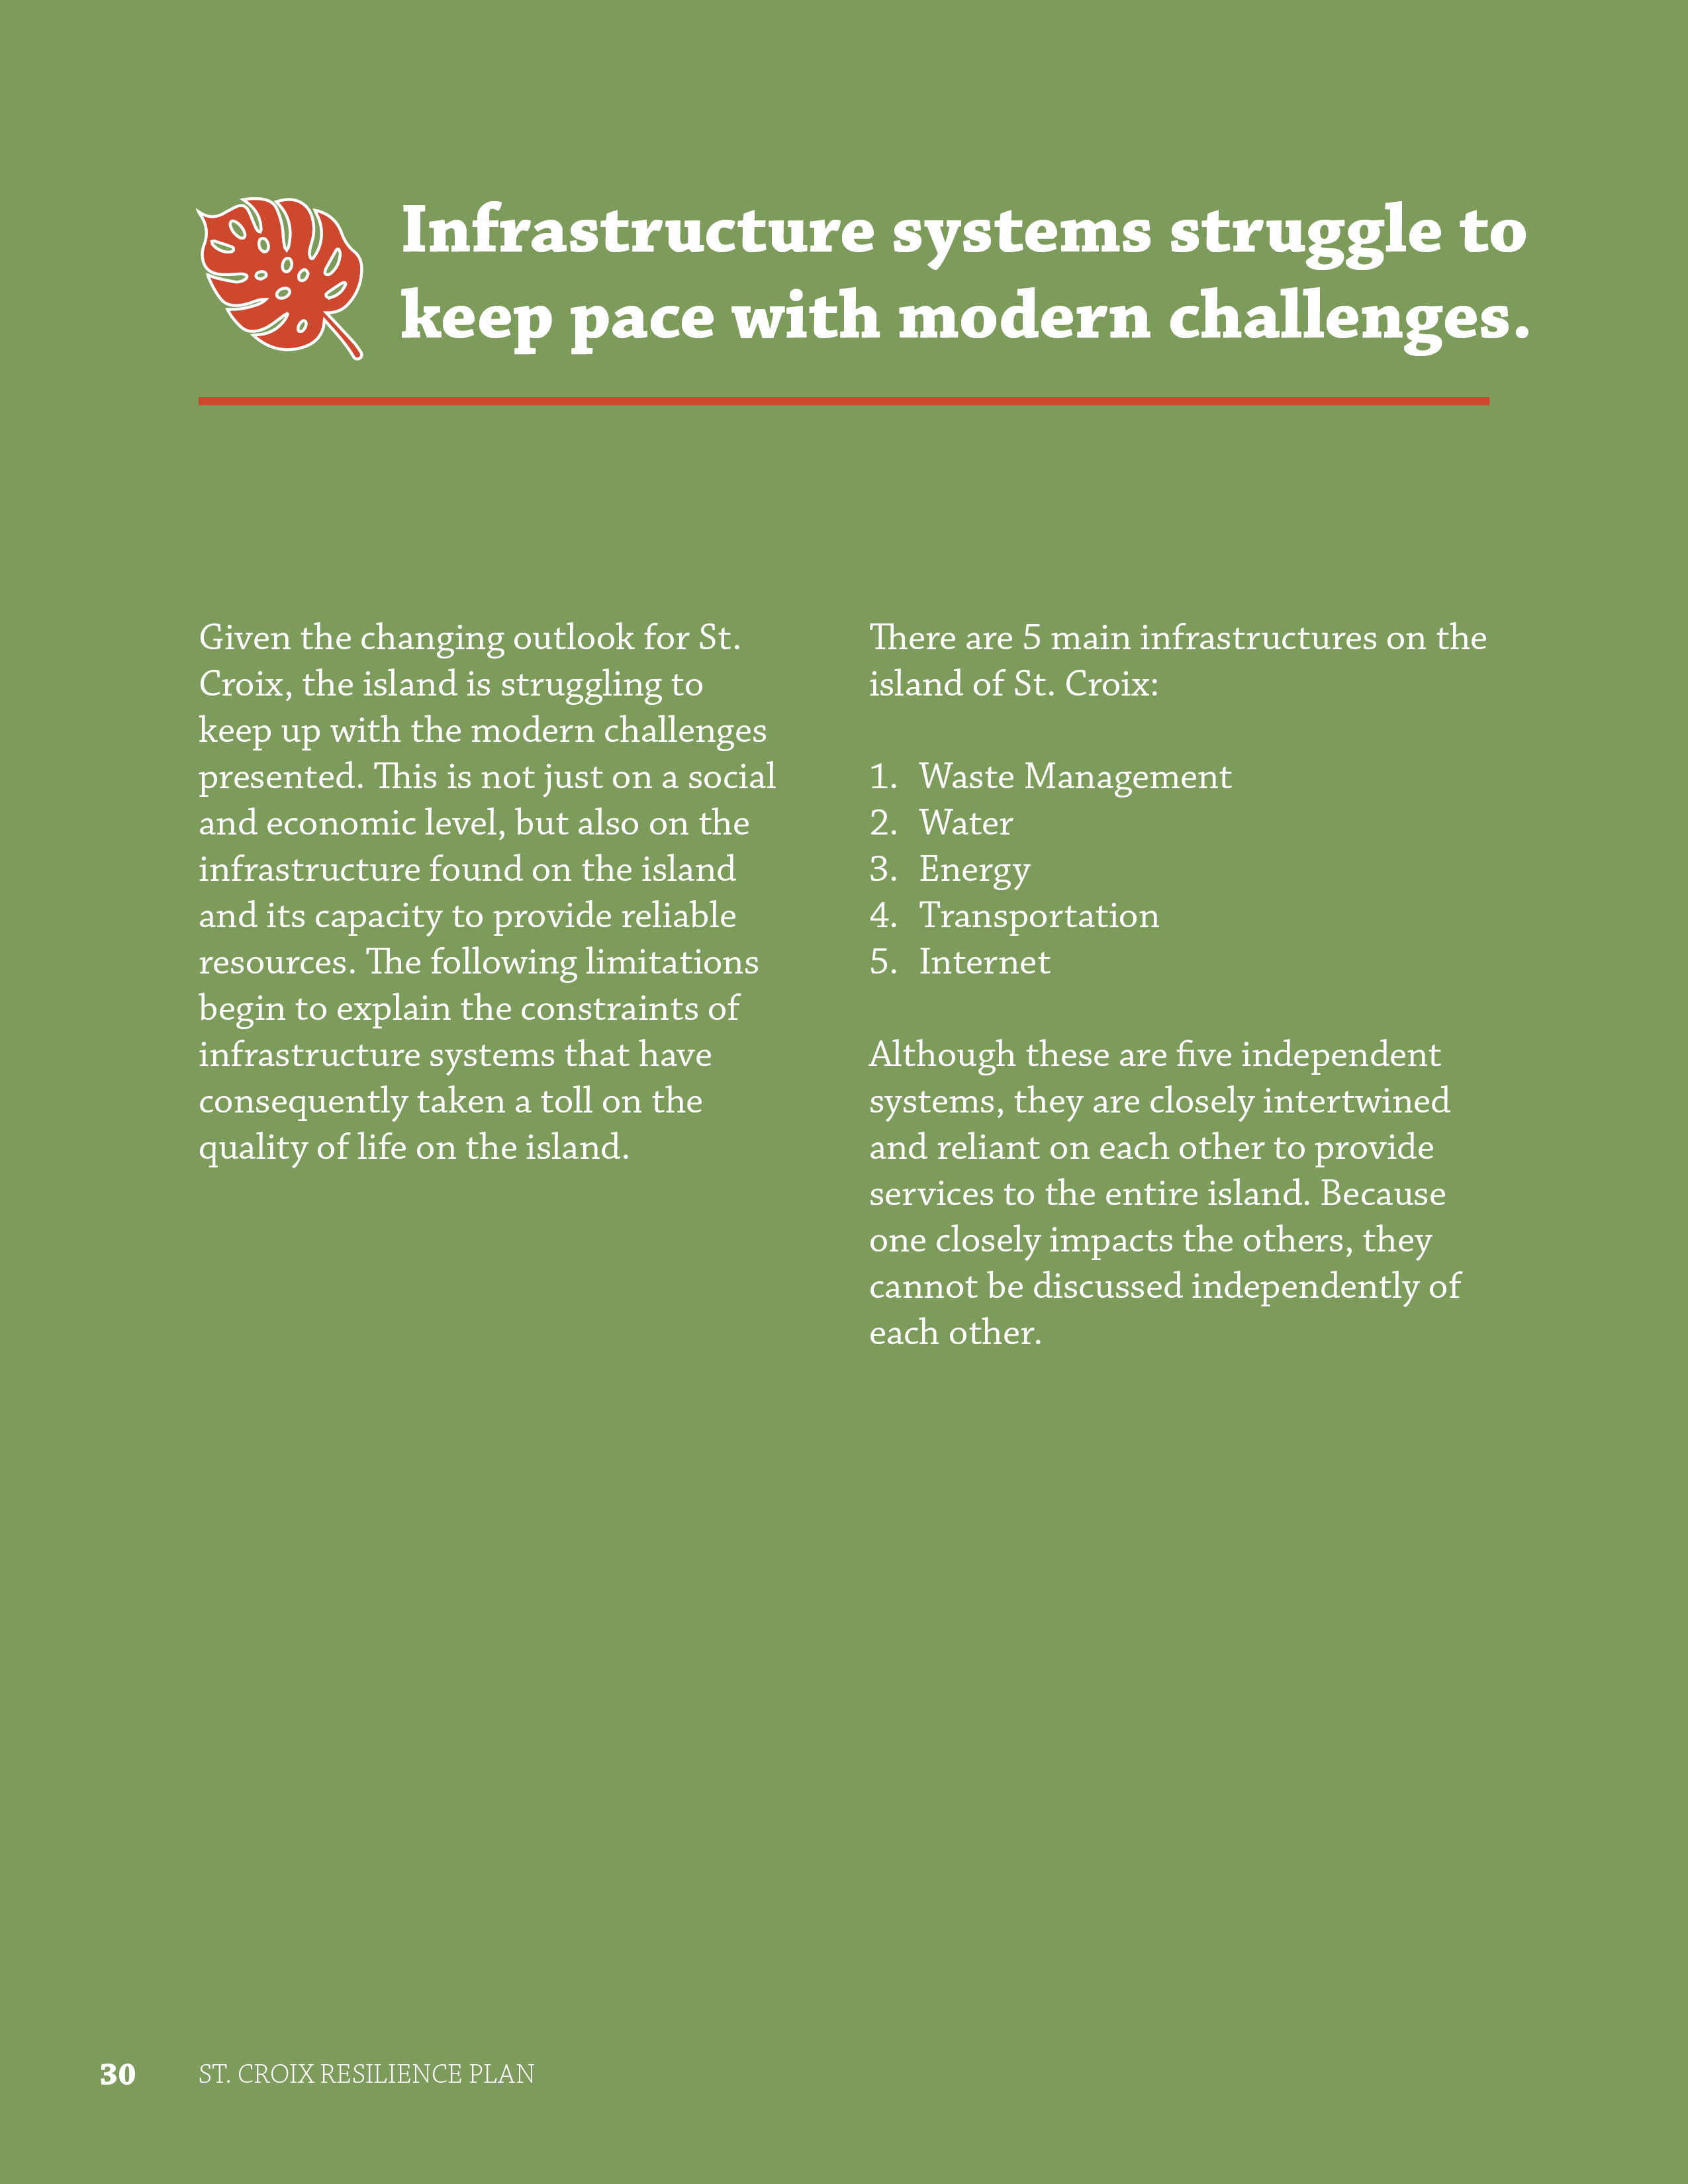 Infrastructure systems struggle to
keep pace with modern challenges.
Given the changing outlook for St.
Croix, the island is struggling to
keep up with the modern challenges
presented. This is not just on a social
and economic level, but also on the
infrastructure found on the island
and its capacity to provide reliable
resources. The following limitations
begin to explain the constraints of
infrastructure systems that have
consequently taken a toll on the
quality of life on the island.
There are 5 main infrastructures on the
island of St. Croix:
1. Waste Management
2. Water
3. Energy
4. Transportation
5. Internet
Although these are five independent
systems, they are closely intertwined
and reliant on each other to provide
services to the entire island. Because
one closely impacts the others, they
cannot be discussed independently of
each other.
30 ST. CROIX RESILIENCE PLAN